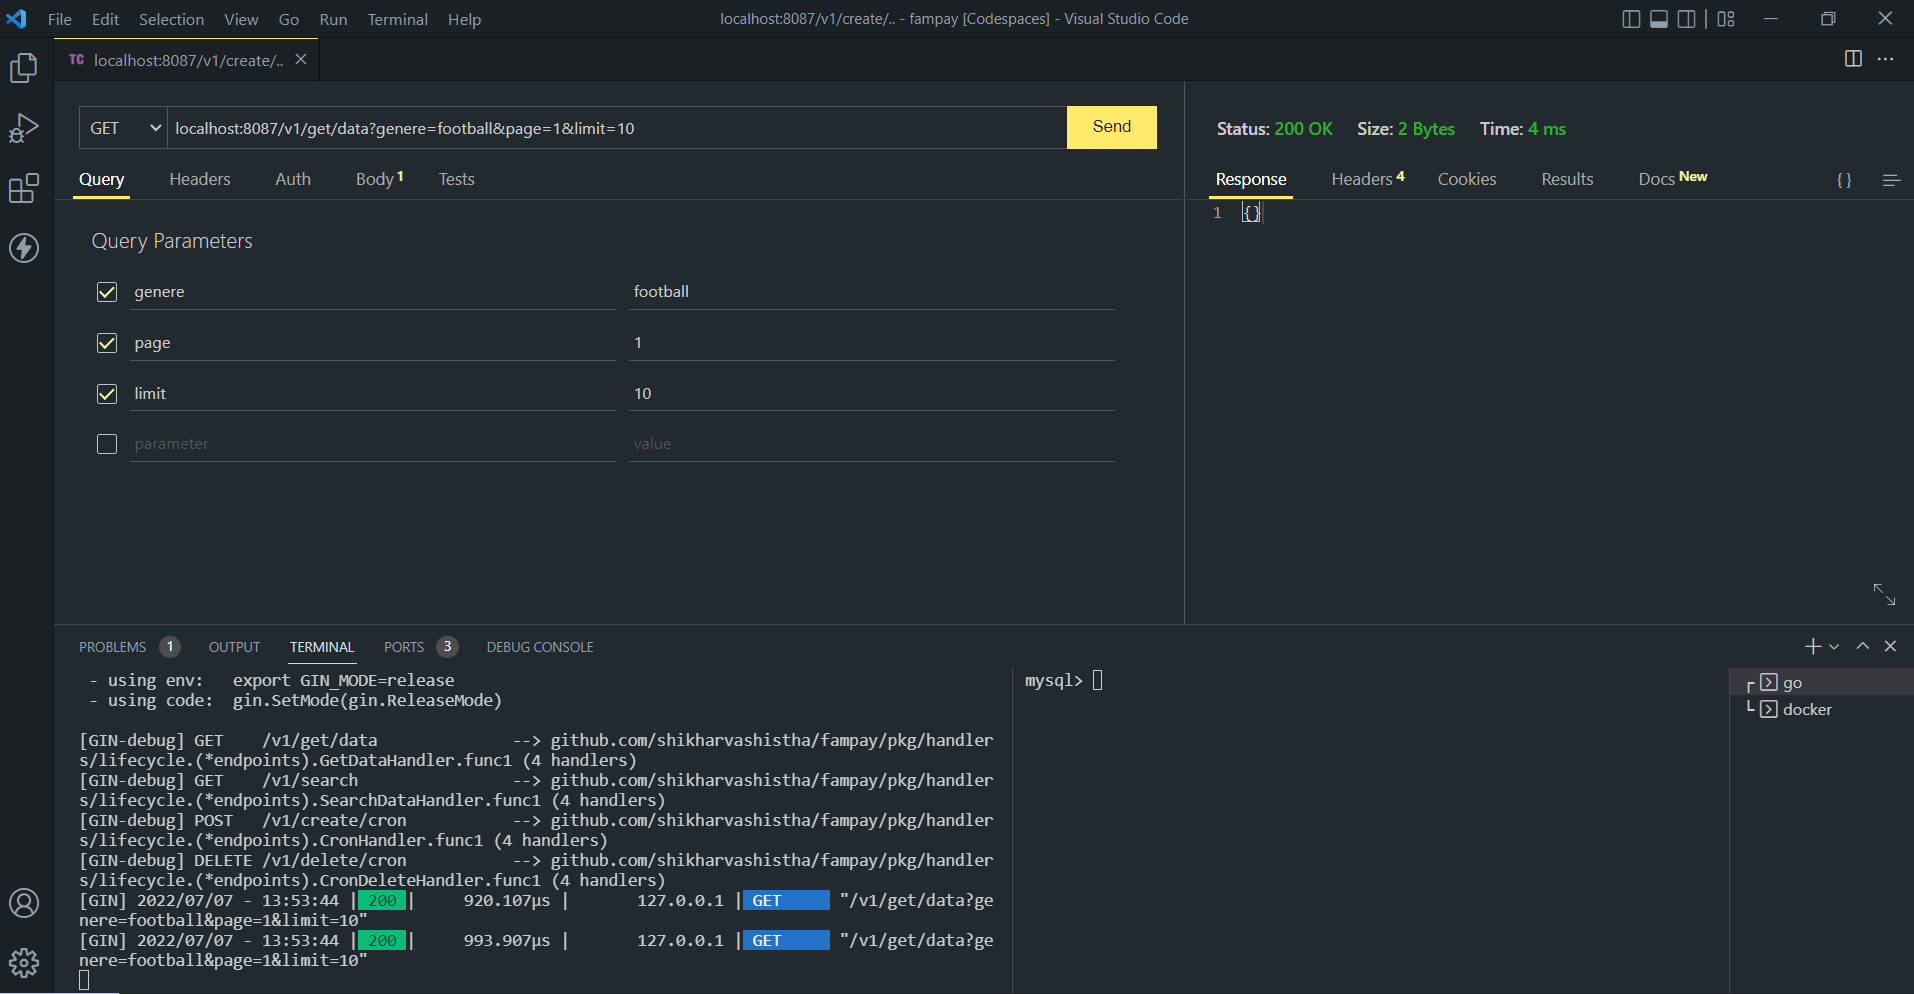 File Edit Selection View Go Run Terminal Help
localhost:8087/v1/create/.. - fampay [Codespaces] - Visual Studio Code
TC localhost:8087/v1/create/..
GET localhost:8087/v1/get/data?genere=football&page=1&limit=10 Send
Query Headers Auth Body 1 Tests
Query Parameters
genere football
page 1
limit 10
parameter value
Status: 200 OK Size: 2 Bytes Time: 4 ms
Response Headers 4 Cookies Results Docs New {}
1 {}
PROBLEMS 1 OUTPUT TERMINAL PORTS 3 DEBUG CONSOLE
- using env: export GIN_MODE=release
- using code: gin.SetMode(gin.ReleaseMode)
[GIN-debug] GET /v1/get/data --> github.com/shikharvashistha/fampay/pkg/handler
s/lifecycle.(*endpoints).GetDataHandler.func1 (4 handlers)
[GIN-debug] GET /v1/search --> github.com/shikharvashistha/fampay/pkg/handler
s/lifecycle.(*endpoints).SearchDataHandler.func1 (4 handlers)
[GIN-debug] POST /v1/create/cron --> github.com/shikharvashistha/fampay/pkg/handler
s/lifecycle.(*endpoints).CronHandler.func1 (4 handlers)
[GIN-debug] DELETE /v1/delete/cron --> github.com/shikharvashistha/fampay/pkg/handler
s/lifecycle.(*endpoints).CronDeleteHandler.func1 (4 handlers)
[GIN] 2022/07/07 - 13:53:44 | 200 | 920.107µs | 127.0.0.1 | GET "/v1/get/data?ge
nere=football&page=1&limit=10"
[GIN] 2022/07/07 - 13:53:44 | 200 | 993.907µs | 127.0.0.1 | GET "/v1/get/data?ge
nere=football&page=1&limit=10"
mysql>
go
docker